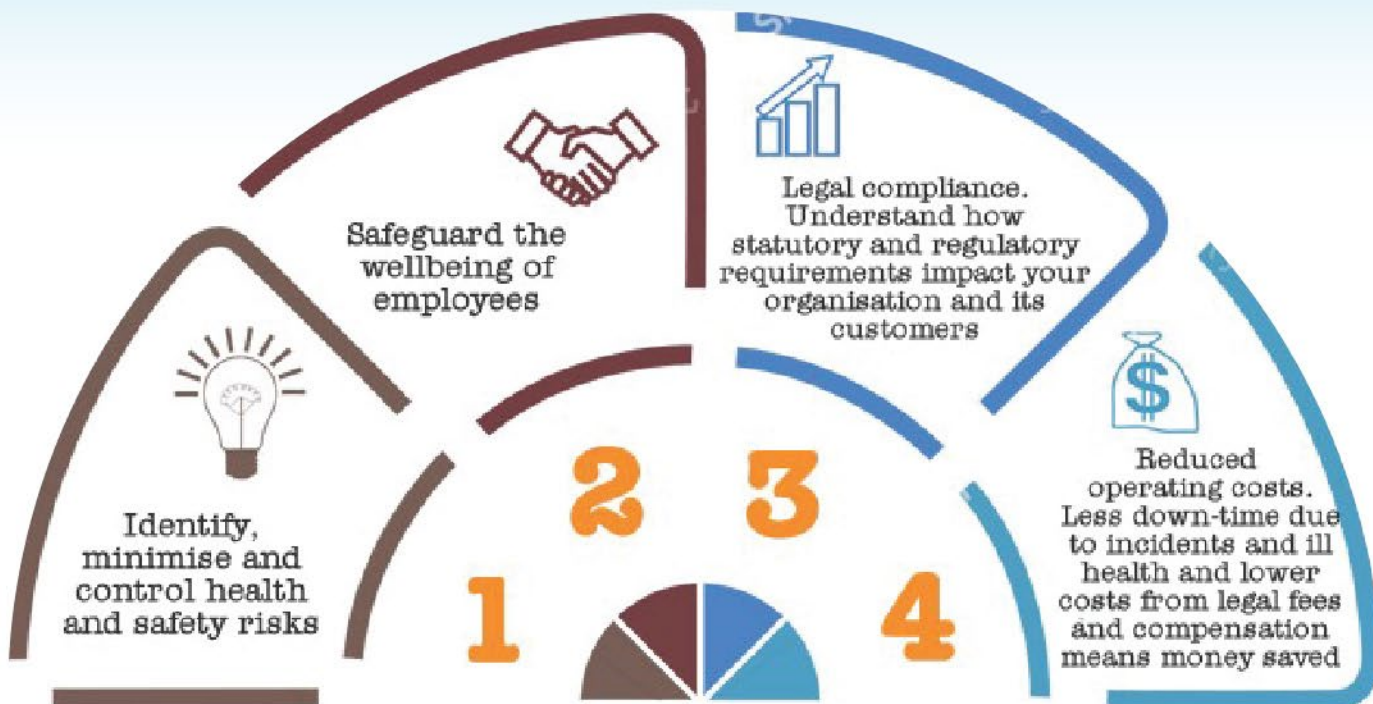 1
Identify,
minimise and
control health
and safety risks
2
Safeguard the
wellbeing of
employees
3
Legal compliance.
Understand how
statutory and regulatory
requirements impact your
organisation and its
customers
4
$
Reduced
operating costs.
Less down-time due
to incidents and ill
health and lower
costs from legal fees
and compensation
means money saved